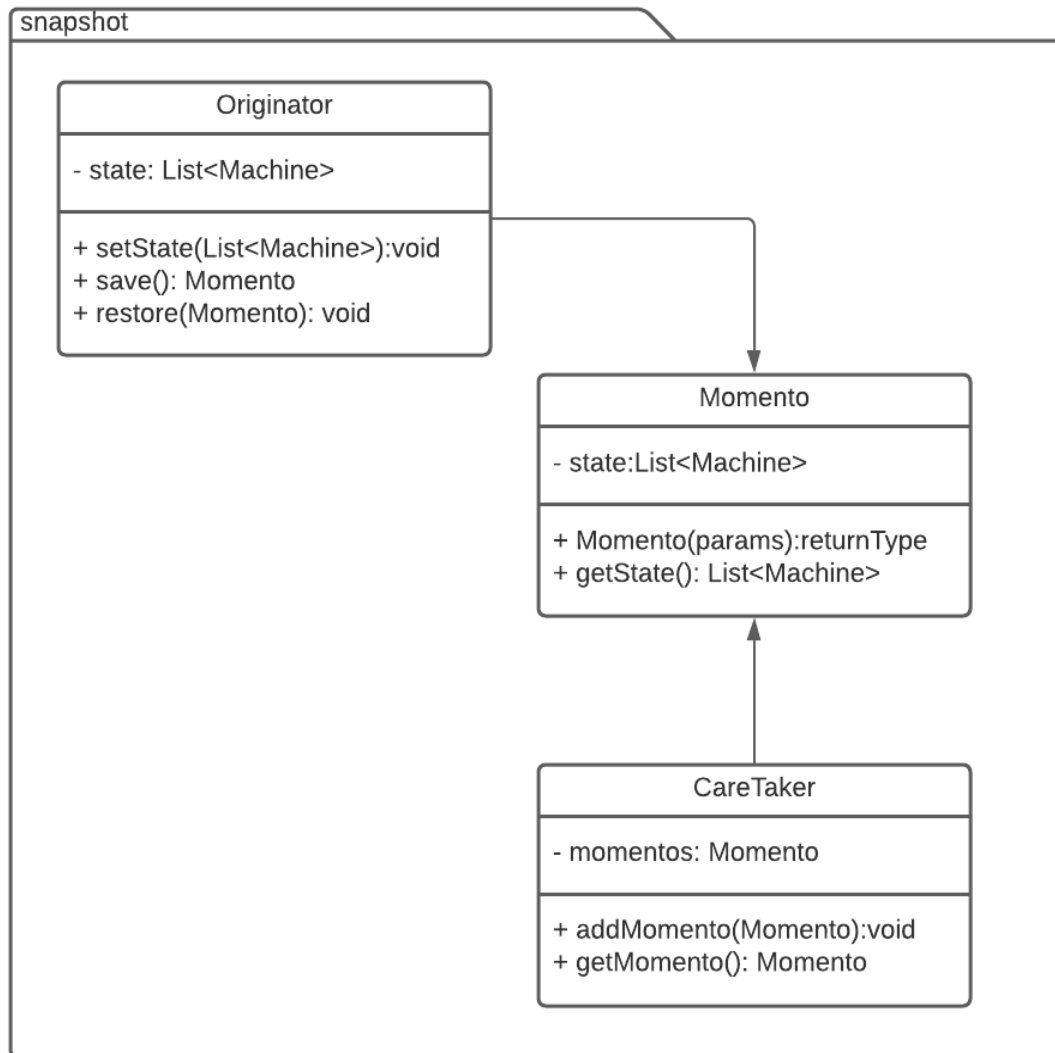 snapshot
Originator
- state: List<Machine>
+ setState(List<Machine>):void
+ save(): Momento
+ restore(Momento): void
Momento
- state:List<Machine>
+ Momento(params):returnType
+ getState(): List<Machine>
CareTaker
- momentos: Momento
+ addMomento(Momento):void
+ getMomento(): Momento